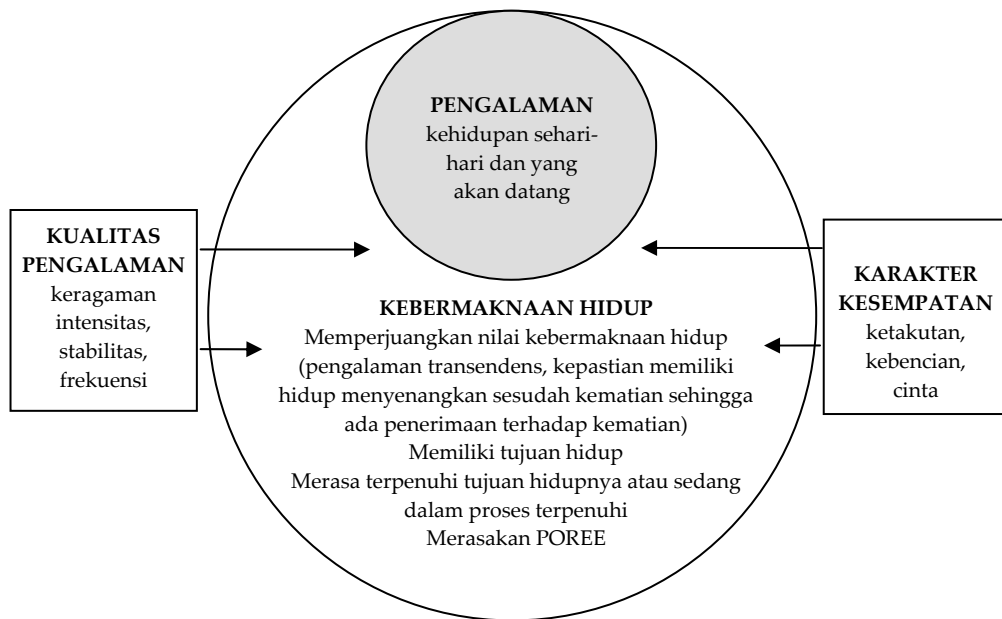 PENGALAMAN
kehidupan sehari-
hari dan yang
akan datang
KUALITAS
PENGALAMAN
keragaman
intensitas,
stabilitas,
frekuensi
KEBERMAKNAAN HIDUP
Memperjuangkan nilai kebermaknaan hidup
(pengalaman transendens, kepastian memiliki
hidup menyenangkan sesudah kematian sehingga
ada penerimaan terhadap kematian)
Memiliki tujuan hidup
Merasa terpenuhi tujuan hidupnya atau sedang
dalam proses terpenuhi
Merasakan POREE
KARAKTER
KESEMPATAN
ketakutan,
kebencian,
cinta